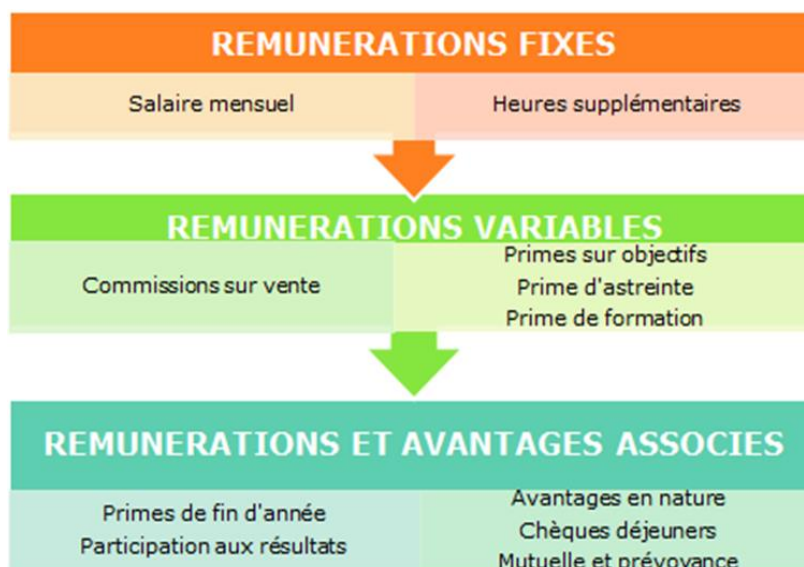 REMUNERATIONS FIXES
Salaire mensuel
Heures supplémentaires
REMUNERATIONS VARIABLES
Commissions sur vente
Primes sur objectifs
Prime d'astreinte
Prime de formation
REMUNERATIONS ET AVANTAGES ASSOCIES
Primes de fin d'année
Participation aux résultats
Avantages en nature
Chèques déjeuners
Mutuelle et prévoyance